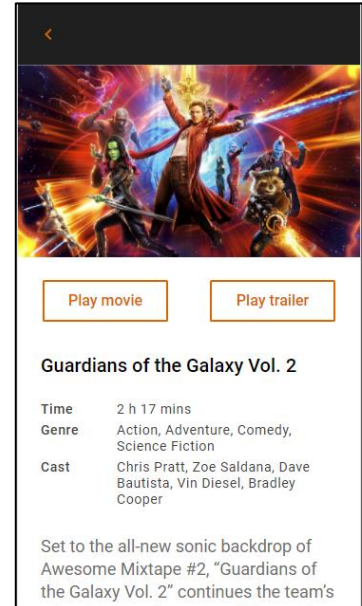 Play movie
Play trailer
Guardians of the Galaxy Vol. 2
Time 2 h 17 mins
Genre Action, Adventure, Comedy,
Science Fiction
Cast Chris Pratt, Zoe Saldana, Dave
Bautista, Vin Diesel, Bradley
Cooper
Set to the all-new sonic backdrop of
Awesome Mixtape #2, “Guardians of
the Galaxy Vol. 2” continues the team’s